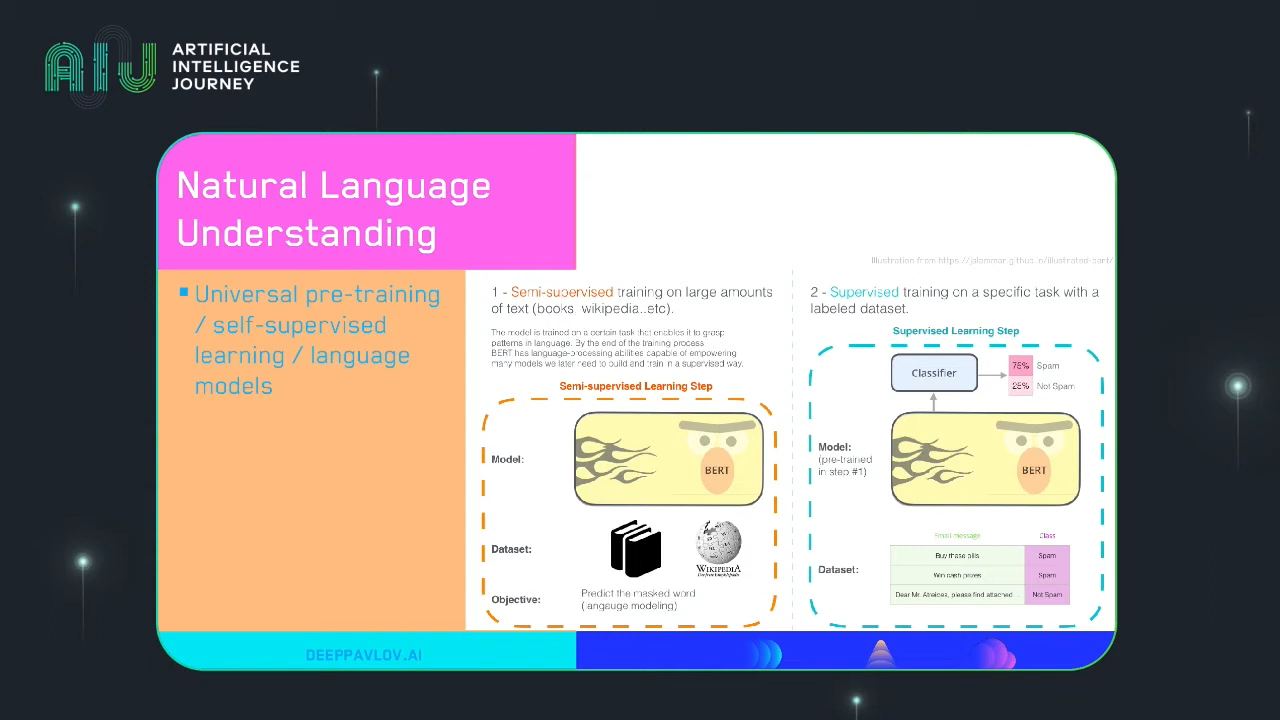 ARTIFICIAL
INTELLIGENCE
JOURNEY
Natural Language
Understanding
Illustration from https://jalammar.github.io/illustrated-bert/
Universal pre-training
/ self-supervised
learning / language
models
1 - Semi-supervised training on large amounts
of text (books, wikipedia..etc).
The model is trained on a certain task that enables it to grasp
patterns in language. By the end of the training process,
BERT has language-processing abilities capable of empowering
many models we later need to build and train in a supervised way.
Semi-supervised Learning Step
Model:
BERT
Dataset:
WIKIPEDIA
The Free Encyclopedia
Objective:
Predict the masked word
(langauge modeling)
2 - Supervised training on a specific task with a
labeled dataset.
Supervised Learning Step
Classifier
75% Spam
25% Not Spam
Model:
(pre-trained
in step #1)
BERT
Dataset:
Email message Class
Buy these pills Spam
Win cash prizes Spam
Dear Mr. Atreides, please find attached... Not Spam
DEEPPAVLOV.AI